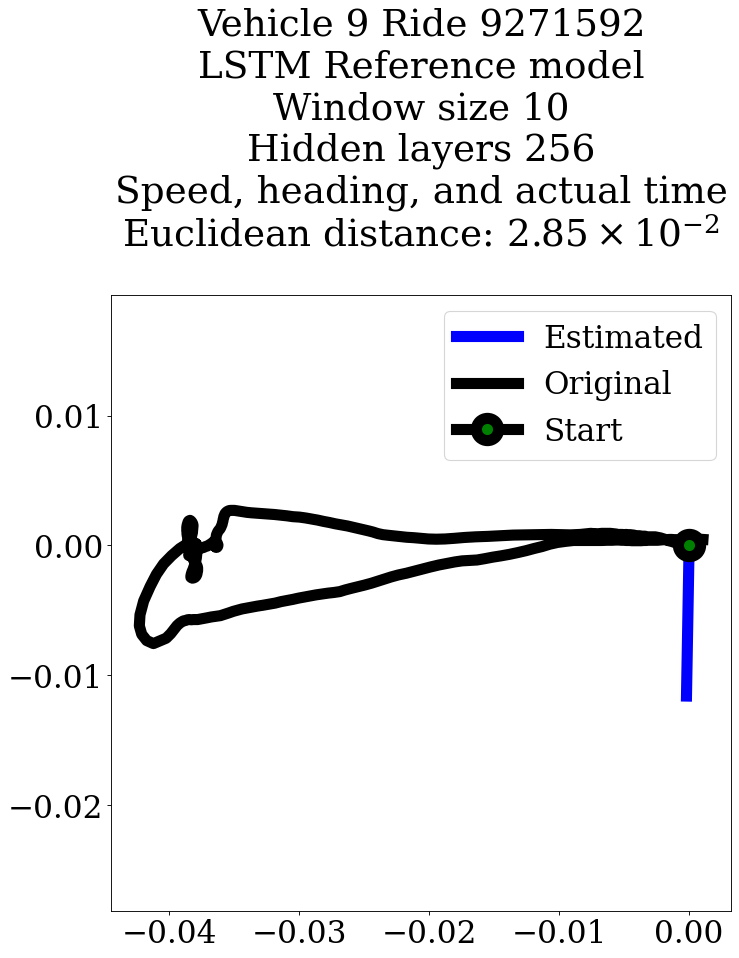 Vehicle 9 Ride 9271592
LSTM Reference model
Window size 10
Hidden layers 256
Speed, heading, and actual time
Euclidean distance: 2.85 × 10⁻²
Estimated
Original
Start
0.01
0.00
−0.01
−0.02
−0.04
−0.03
−0.02
−0.01
0.00